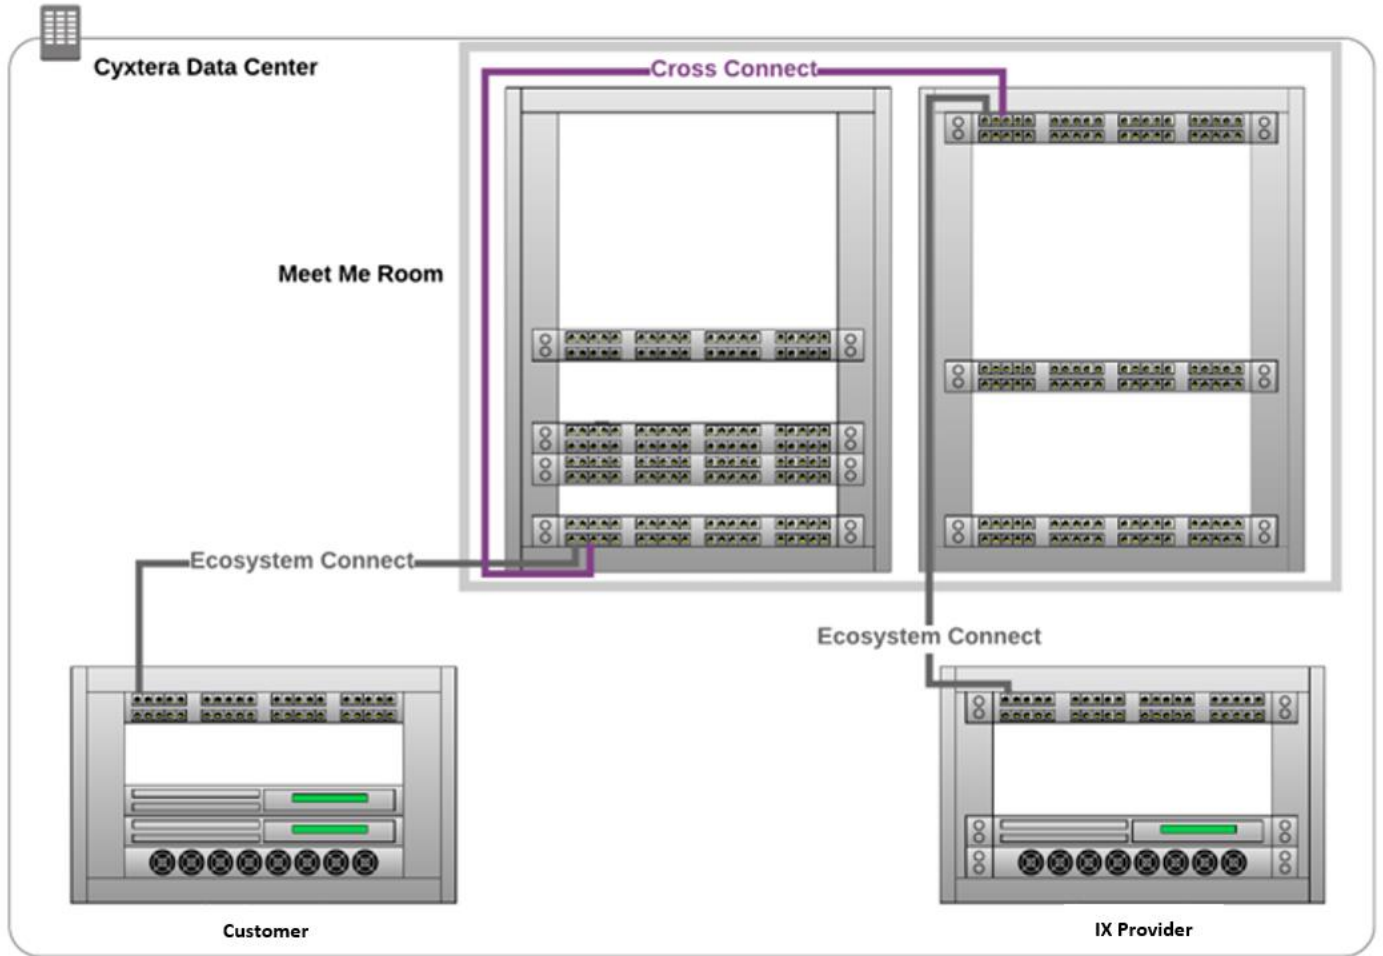 Cyxtera Data Center
Cross Connect
Meet Me Room
Ecosystem Connect
Ecosystem Connect
Customer
IX Provider